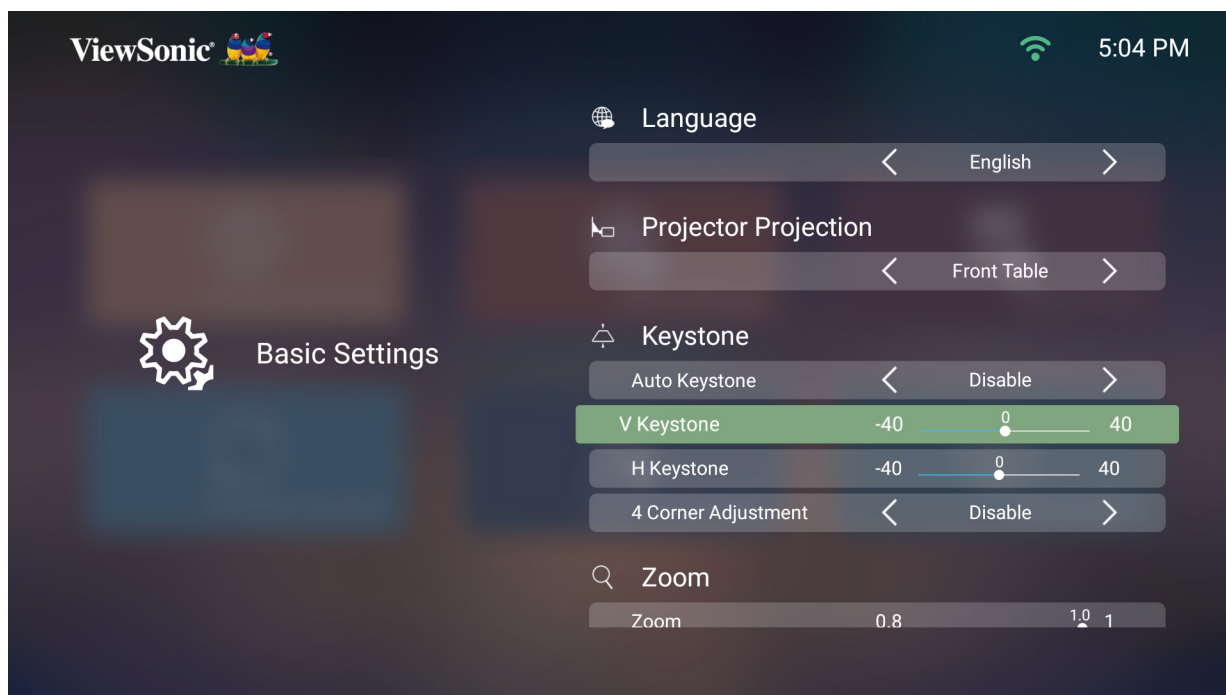 ViewSonic®
5:04 PM
Language
English
Projector Projection
Front Table
Basic Settings
Keystone
Auto Keystone Disable
V Keystone -40 0 40
H Keystone -40 0 40
4 Corner Adjustment Disable
Zoom
Zoom 0.8 1.0 1